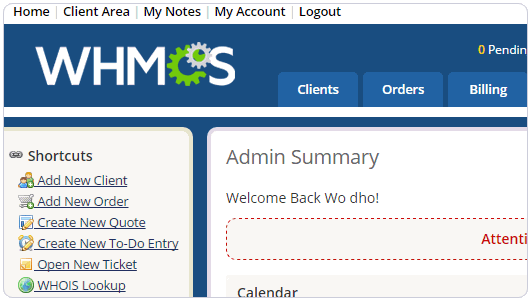 Home | Client Area | My Notes | My Account | Logout
WHMCS
0 Pendin
Clients Orders Billing
Shortcuts
Add New Client
Add New Order
Create New Quote
Create New To-Do Entry
Open New Ticket
WHOIS Lookup
Admin Summary
Welcome Back Wo dho!
Attenti
Calendar